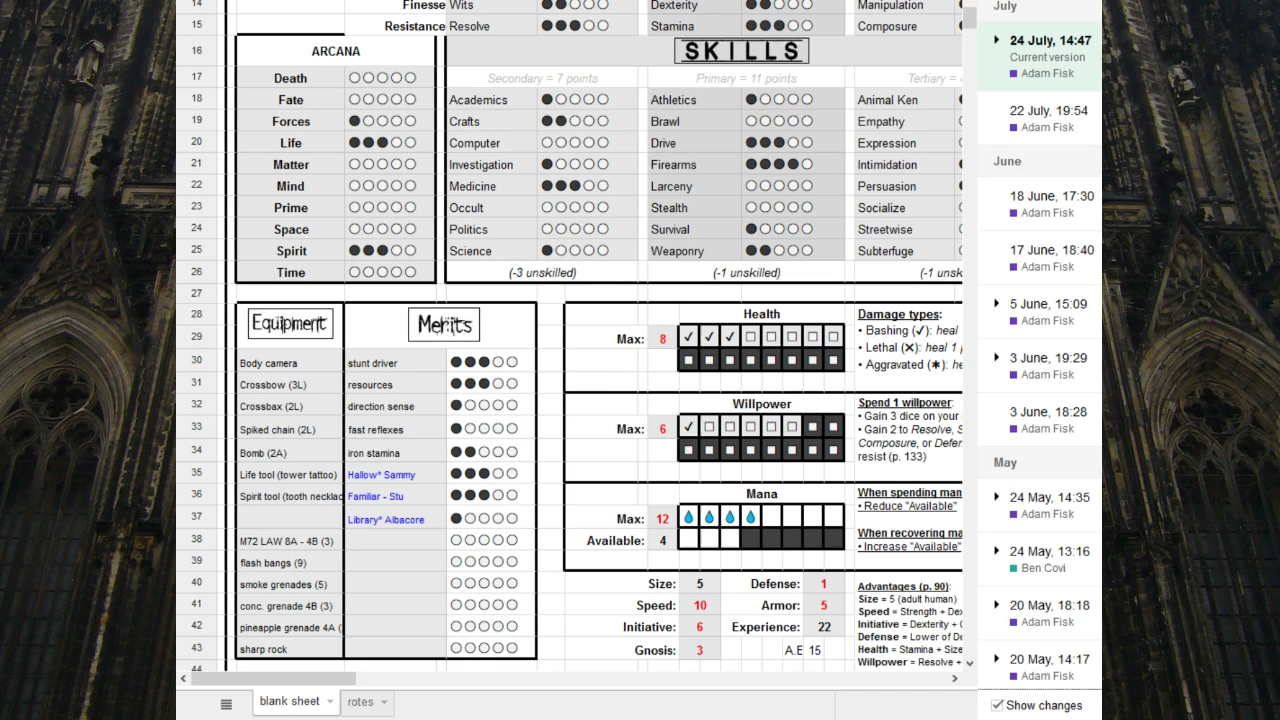 July
14 Finesse Wits Dexterity Manipulation
15 Resistance Resolve Stamina Composure
24 July, 14:47
Current version
Adam Fisk
16 ARCANA SKILLS
17 Death Secondary = 7 points Primary = 11 points Tertiary =
18 Fate Academics Athletics Animal Ken
22 July, 19:54
Adam Fisk
19 Forces Crafts Brawl Empathy
20 Life Computer Drive Expression
June
21 Matter Investigation Firearms Intimidation
22 Mind Medicine Larceny Persuasion
18 June, 17:30
Adam Fisk
23 Prime Occult Stealth Socialize
24 Space Politics Survival Streetwise
25 Spirit Science Weaponry Subterfuge
17 June, 18:40
Adam Fisk
26 Time (-3 unskilled) (-1 unskilled) (-1 unsk
27
5 June, 15:09
Adam Fisk
28 Equipment Merits Health Damage types:
29 Max: 8 • Bashing (✓): heal
• Lethal (✕): heal 1
30 Body camera stunt driver • Aggravated (✱): he
3 June, 19:29
Adam Fisk
31 Crossbow (3L) resources
32 Crossbax (2L) direction sense Willpower Spend 1 willpower:
3 June, 18:28
Adam Fisk
• Gain 3 dice on your
33 Spiked chain (2L) fast reflexes Max: 6 • Gain 2 to Resolve, S
Composure, or Defen
34 Bomb (2A) iron stamina resist (p. 133)
May
35 Life tool (tower tattoo) Hallow* Sammy
36 Spirit tool (tooth necklac Familiar - Stu Mana When spending man
24 May, 14:35
Adam Fisk
• Reduce "Available"
37 Library* Albacore Max: 12
When recovering ma
38 M72 LAW 8A - 4B (3) Available: 4 • Increase "Available"
24 May, 13:16
Ben Covi
39 flash bangs (9)
40 smoke grenades (5) Size: 5 Defense: 1 Advantages (p. 90):
Size = 5 (adult human)
41 conc. grenade 4B (3) Speed: 10 Armor: 5 Speed = Strength + Dex
20 May, 18:18
Adam Fisk
Initiative = Dexterity + C
42 pineapple grenade 4A ( Initiative: 6 Experience: 22 Defense = Lower of De
43 sharp rock Gnosis: 3 A.E 15 Health = Stamina + Size
Willpower = Resolve +
20 May, 14:17
Adam Fisk
44
blank sheet rotes
Show changes